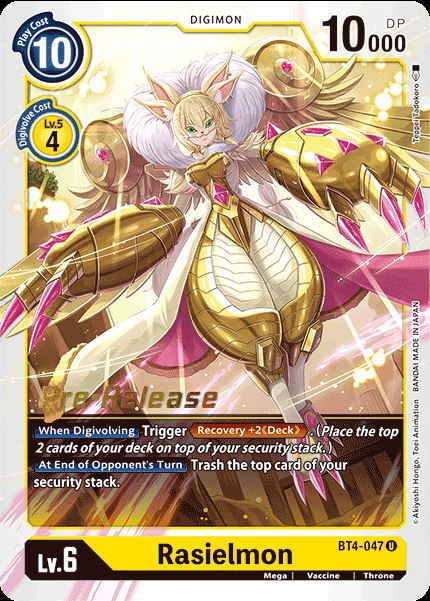 Play Cost
10
DIGIMON
10000
DP
Digivolve Cost
Lv.5
4
Teppei Tadokoro
Pre-Release
When Digivolving Trigger Recovery +2《Deck》. (Place the top
2 cards of your deck on top of your security stack.)
At End of Opponent's Turn Trash the top card of your
security stack.
©Akiyoshi Hongo, Toei Animation BANDAI MADE IN JAPAN
BT4-047 U
Lv.6
Rasielmon
Mega | Vaccine | Throne